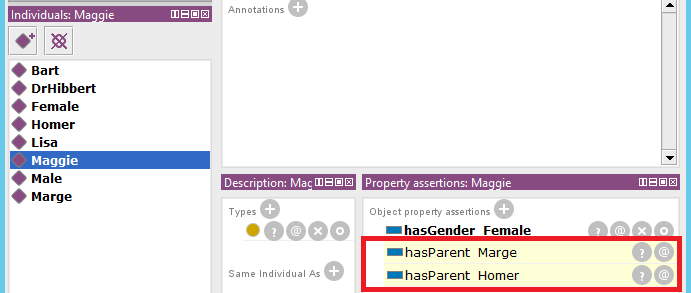 Individuals: Maggie
Annotations
Bart
DrHibbert
Female
Homer
Lisa
Maggie
Male
Marge
Description: Mag
Property assertions: Maggie
Types
Object property assertions
hasGender Female
hasParent Marge
Same Individual As
hasParent Homer